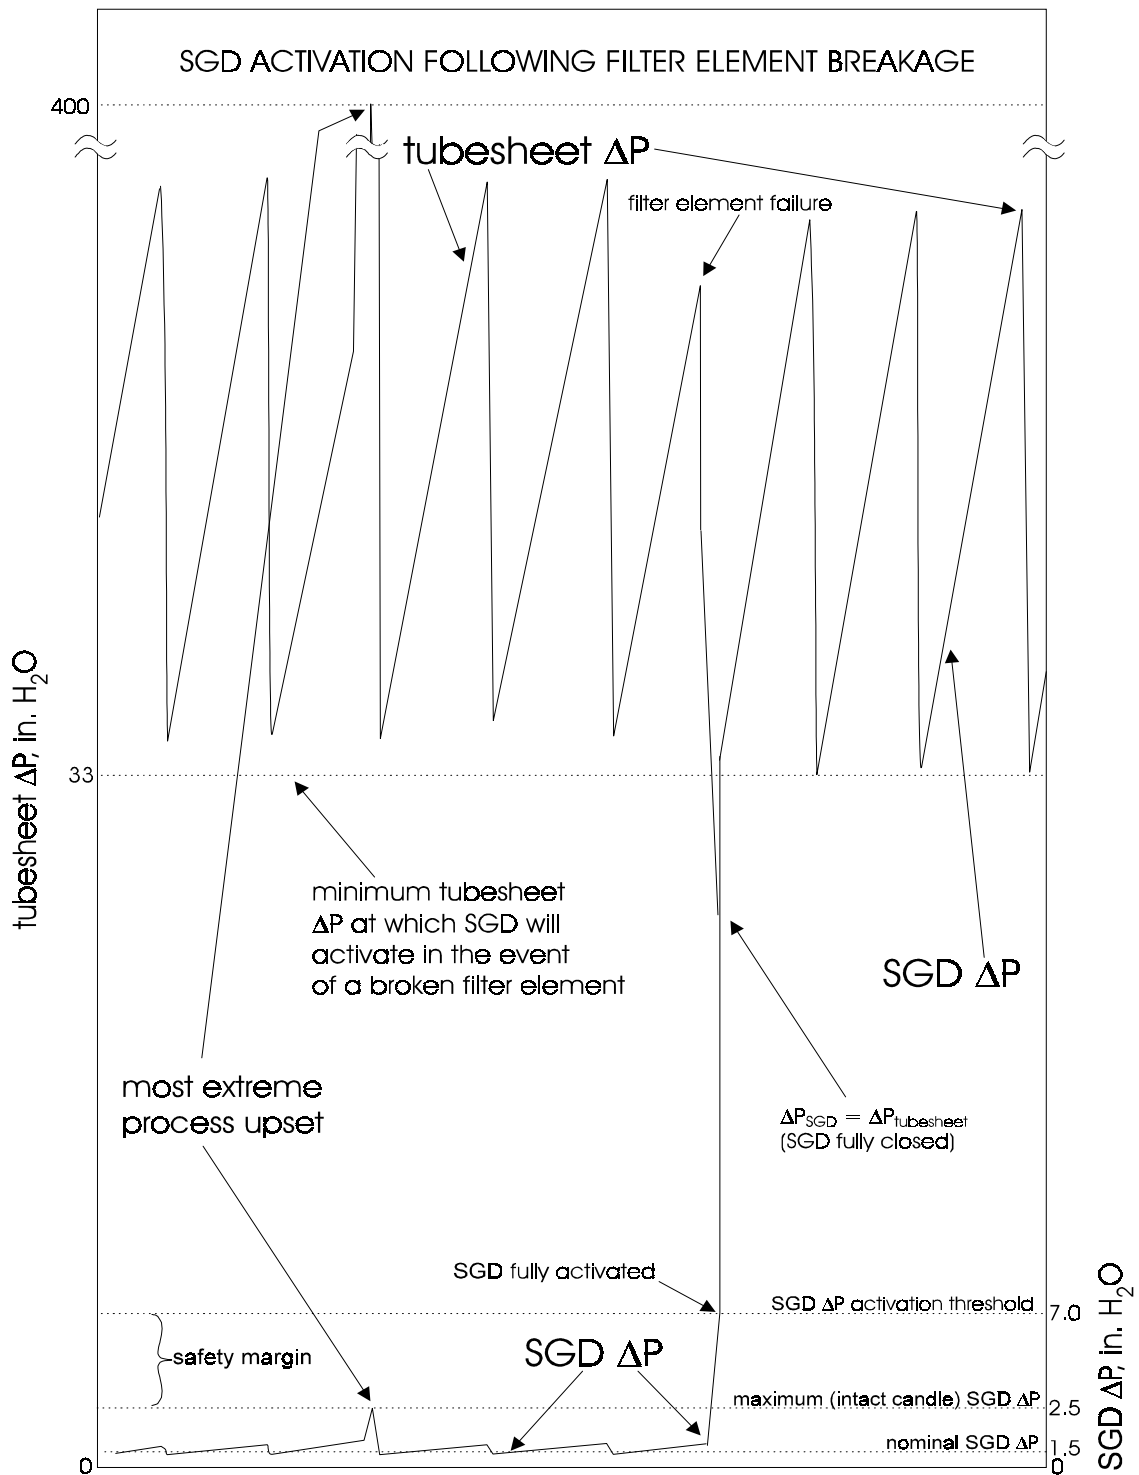 SGD ACTIVATION FOLLOWING FILTER ELEMENT BREAKAGE
400
tubesheet ΔP
filter element failure
tubesheet ΔP, in. H₂O
33
minimum tubesheet
ΔP at which SGD will
activate in the event
of a broken filter element
SGD ΔP
most extreme
process upset
ΔP_SGD = ΔP_tubesheet
(SGD fully closed)
SGD fully activated
SGD ΔP activation threshold
7.0
safety margin
SGD ΔP
maximum (intact candle) SGD ΔP
2.5
nominal SGD ΔP
1.5
0
0
SGD ΔP, in. H₂O